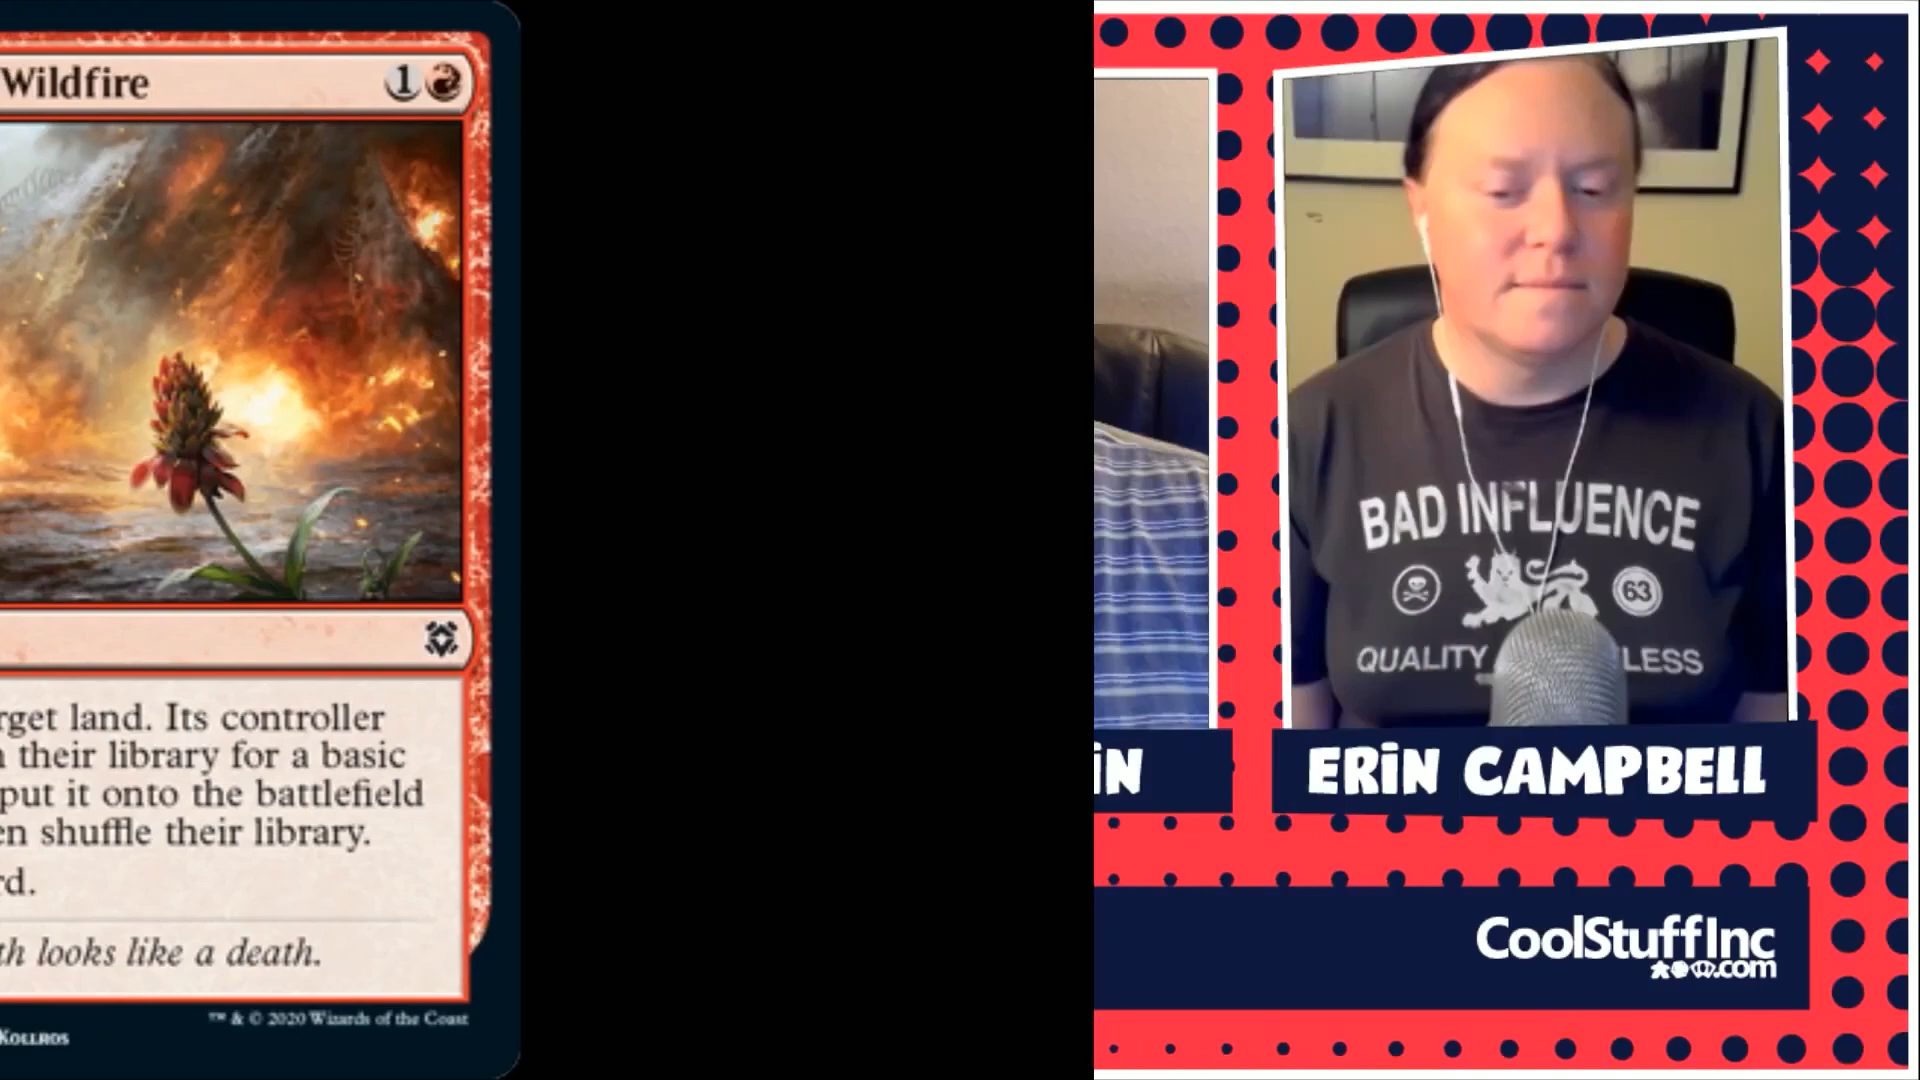 Wildfire 1
rget land. Its controller
their library for a basic
put it onto the battlefield
en shuffle their library.
rd.
th looks like a death.
™ & © 2020 Wizards of the Coast
KOLLROS
BAD INFLUENCE
63
QUALITY LESS
iN
ERiN CAMPBELL
CoolStuffInc
.com